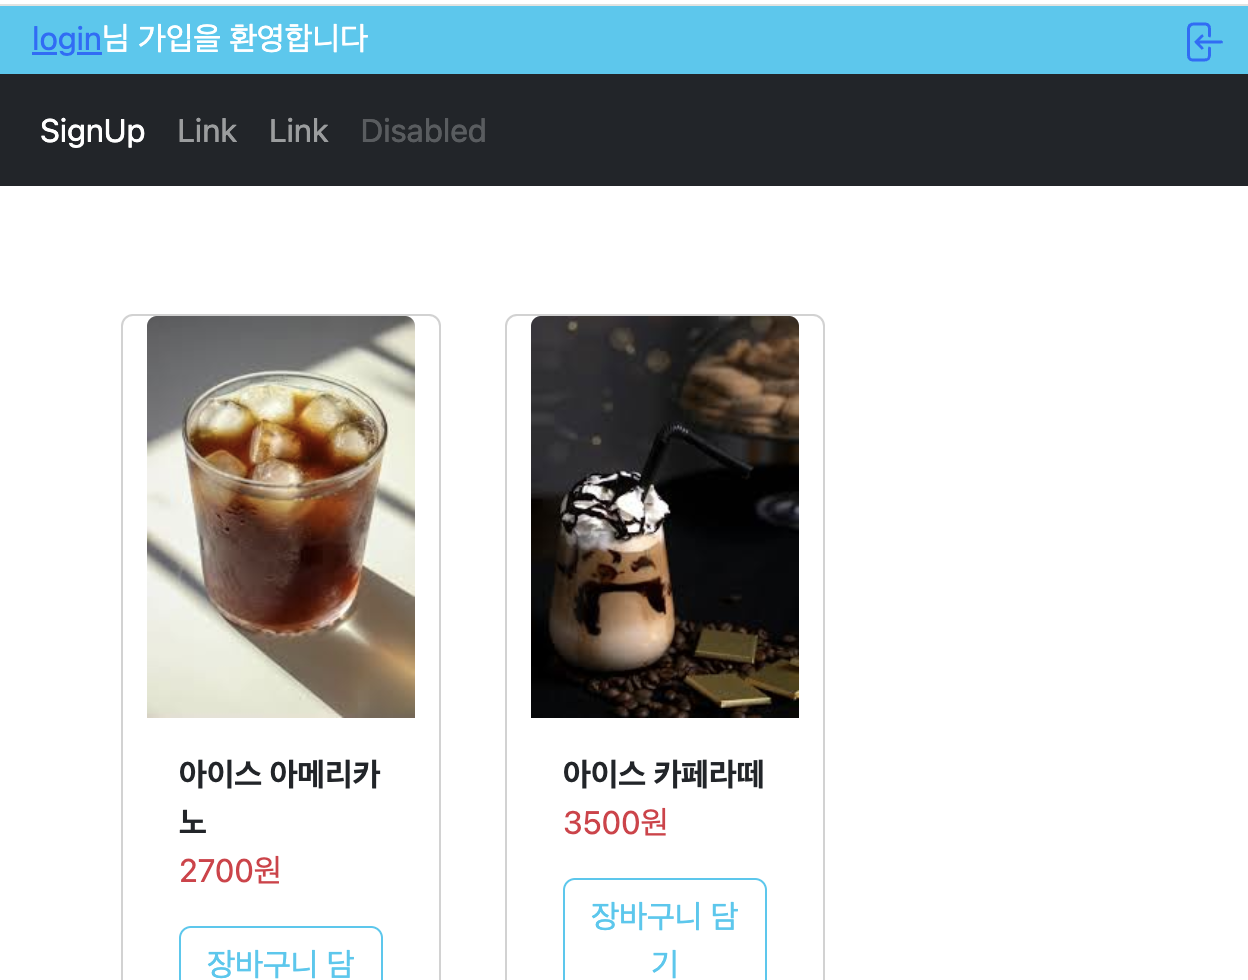 login님 가입을 환영합니다
SignUp Link Link Disabled
아이스 아메리카
노
2700원
장바구니 담
아이스 카페라떼
3500원
장바구니 담
기